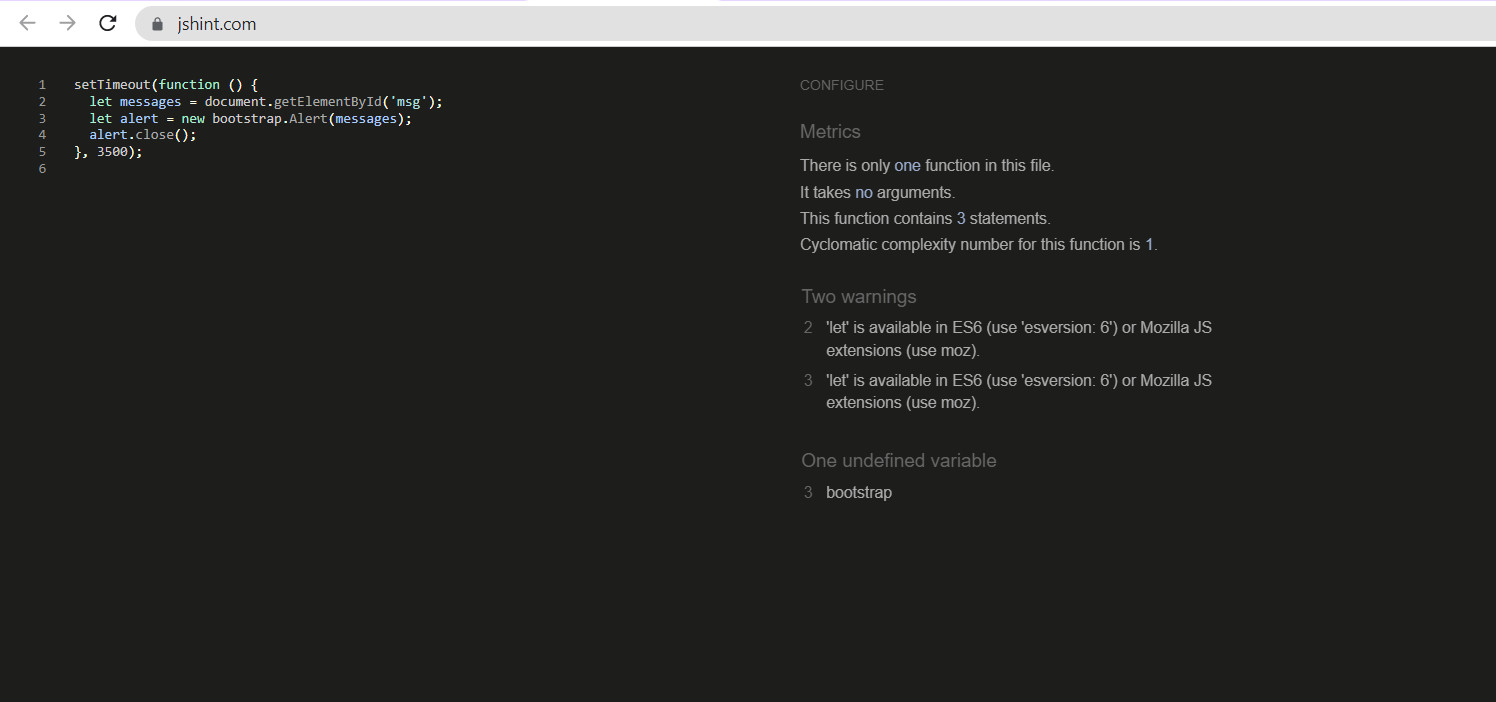 jshint.com
1 setTimeout(function () {
2 let messages = document.getElementById('msg');
3 let alert = new bootstrap.Alert(messages);
4 alert.close();
5 }, 3500);
6
CONFIGURE
Metrics
There is only one function in this file.
It takes no arguments.
This function contains 3 statements.
Cyclomatic complexity number for this function is 1.
Two warnings
2 'let' is available in ES6 (use 'esversion: 6') or Mozilla JS
extensions (use moz).
3 'let' is available in ES6 (use 'esversion: 6') or Mozilla JS
extensions (use moz).
One undefined variable
3 bootstrap